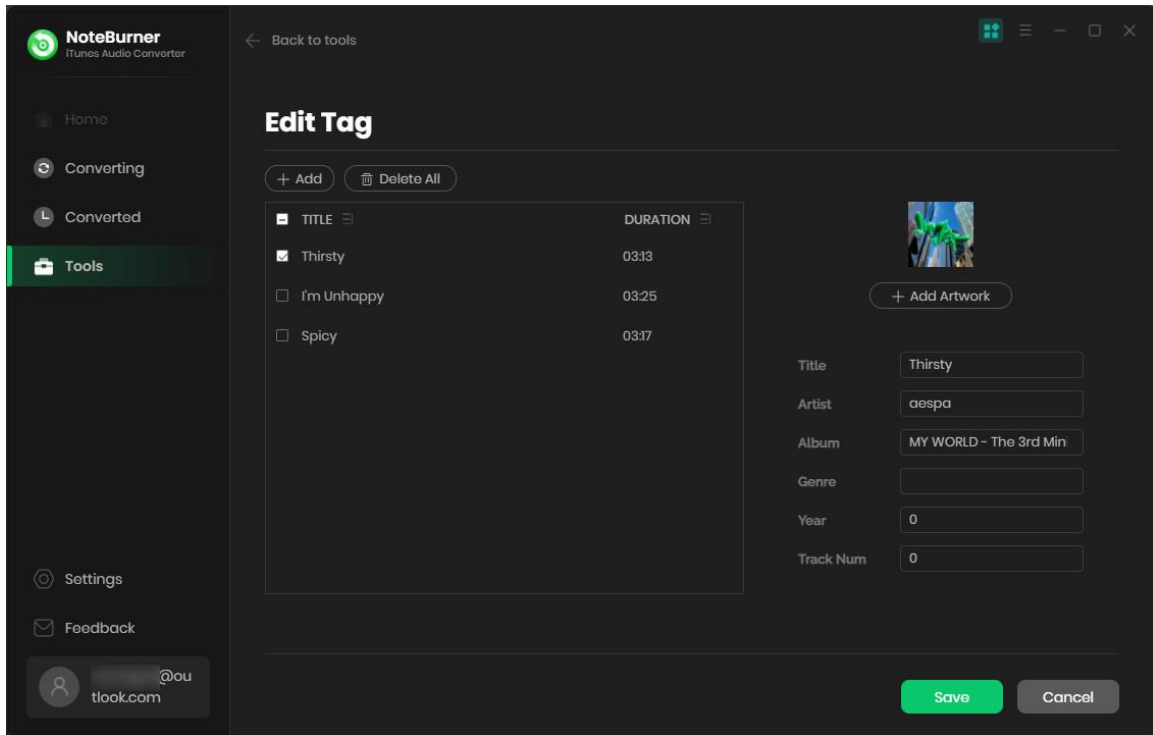 NoteBurner
iTunes Audio Converter
Back to tools
Home
Converting
Converted
Tools
Settings
Feedback
@ou
tlook.com
Edit Tag
+ Add
Delete All
TITLE
DURATION
Thirsty
03:13
I'm Unhappy
03:25
Spicy
03:17
+ Add Artwork
Title
Thirsty
Artist
aespa
Album
MY WORLD - The 3rd Min
Genre
Year
0
Track Num
0
Save
Cancel